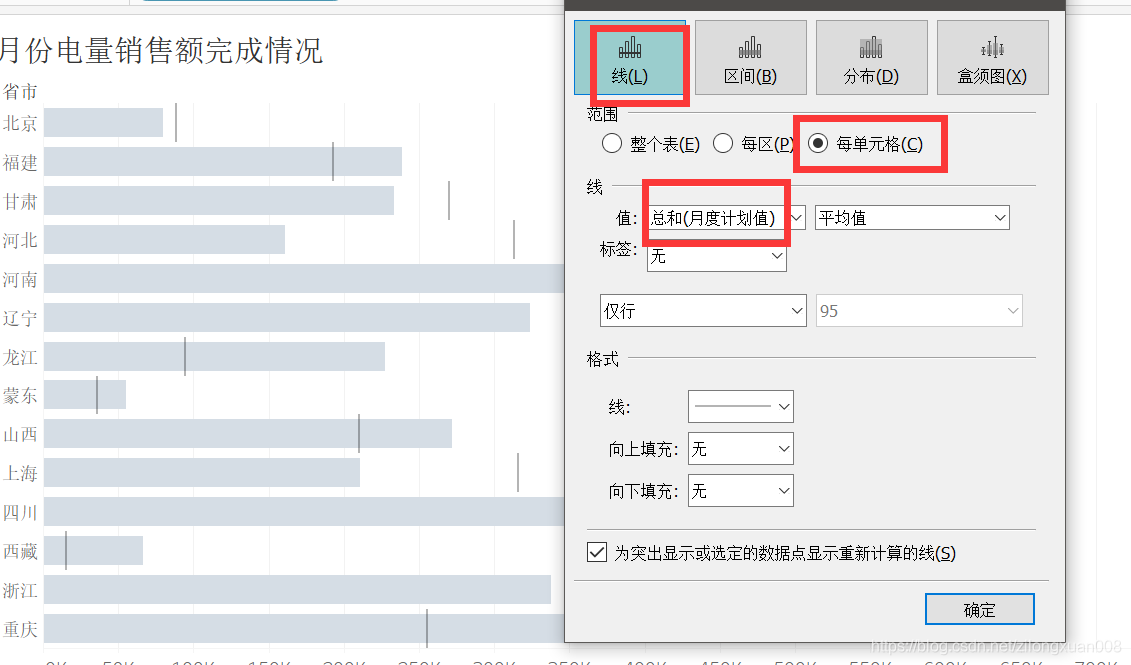 月份电量销售额完成情况
省市
北京
福建
甘肃
河北
河南
辽宁
龙江
蒙东
山西
上海
四川
西藏
浙江
重庆
线(L)
区间(B)
分布(D)
盒须图(X)
范围
整个表(E)
每区(P)
每单元格(C)
线
值: 总和(月度计划值) 平均值
标签: 无
仅行 95
格式
线:
向上填充: 无
向下填充: 无
为突出显示或选定的数据点显示重新计算的线(S)
确定
https://blog.csdn.net/zilongxuan008